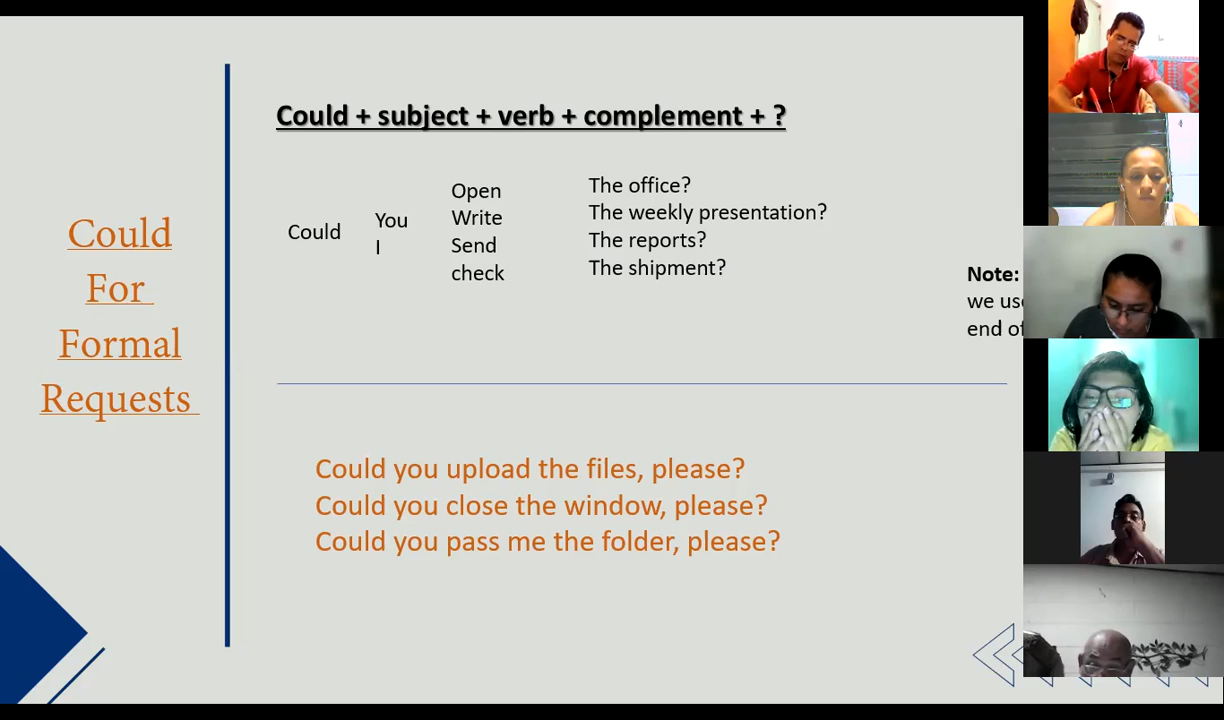 Could
For
Formal
Requests
Could + subject + verb + complement + ?
Could
You
I
Open
Write
Send
check
The office?
The weekly presentation?
The reports?
The shipment?
Note:
we
end
Could you upload the files, please?
Could you close the window, please?
Could you pass me the folder, please?